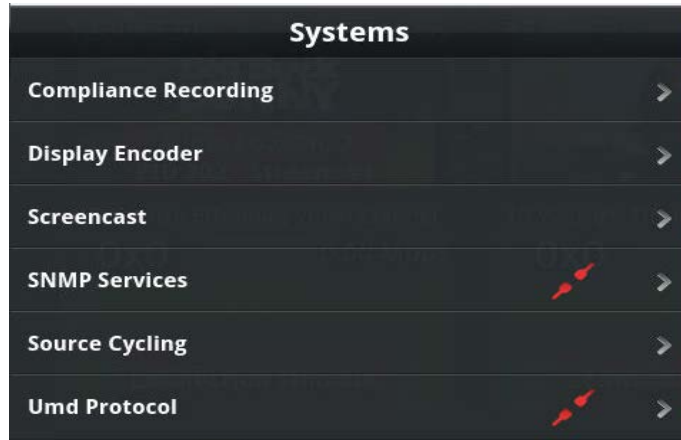 Systems
Compliance Recording
Display Encoder
Screencast
SNMP Services
Source Cycling
Umd Protocol